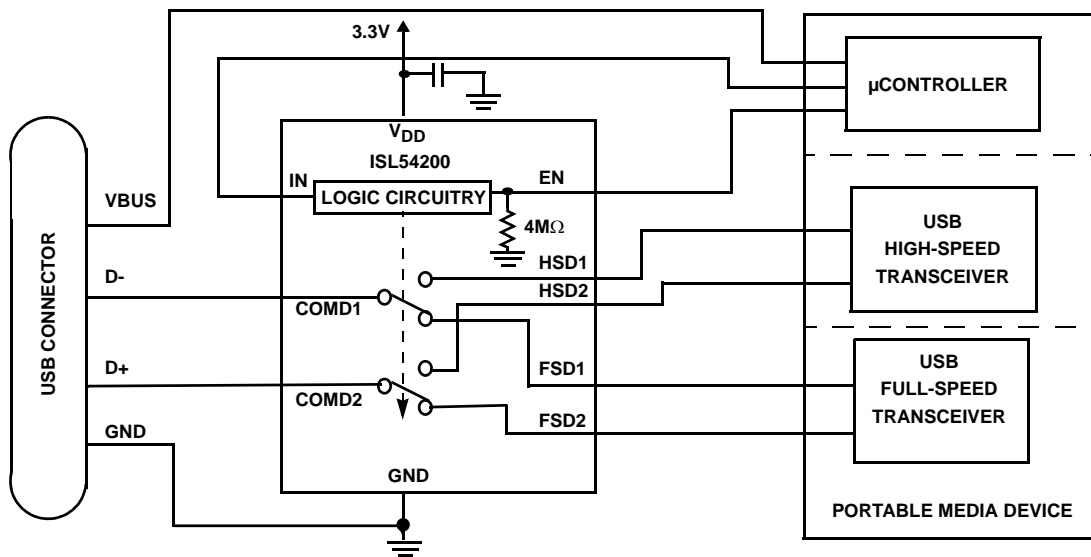 3.3V
µCONTROLLER
VDD
ISL54200
IN
LOGIC CIRCUITRY
EN
4MΩ
USB CONNECTOR
VBUS
D-
D+
GND
COMD1
COMD2
HSD1
HSD2
FSD1
FSD2
GND
USB
HIGH-SPEED
TRANSCEIVER
USB
FULL-SPEED
TRANSCEIVER
PORTABLE MEDIA DEVICE